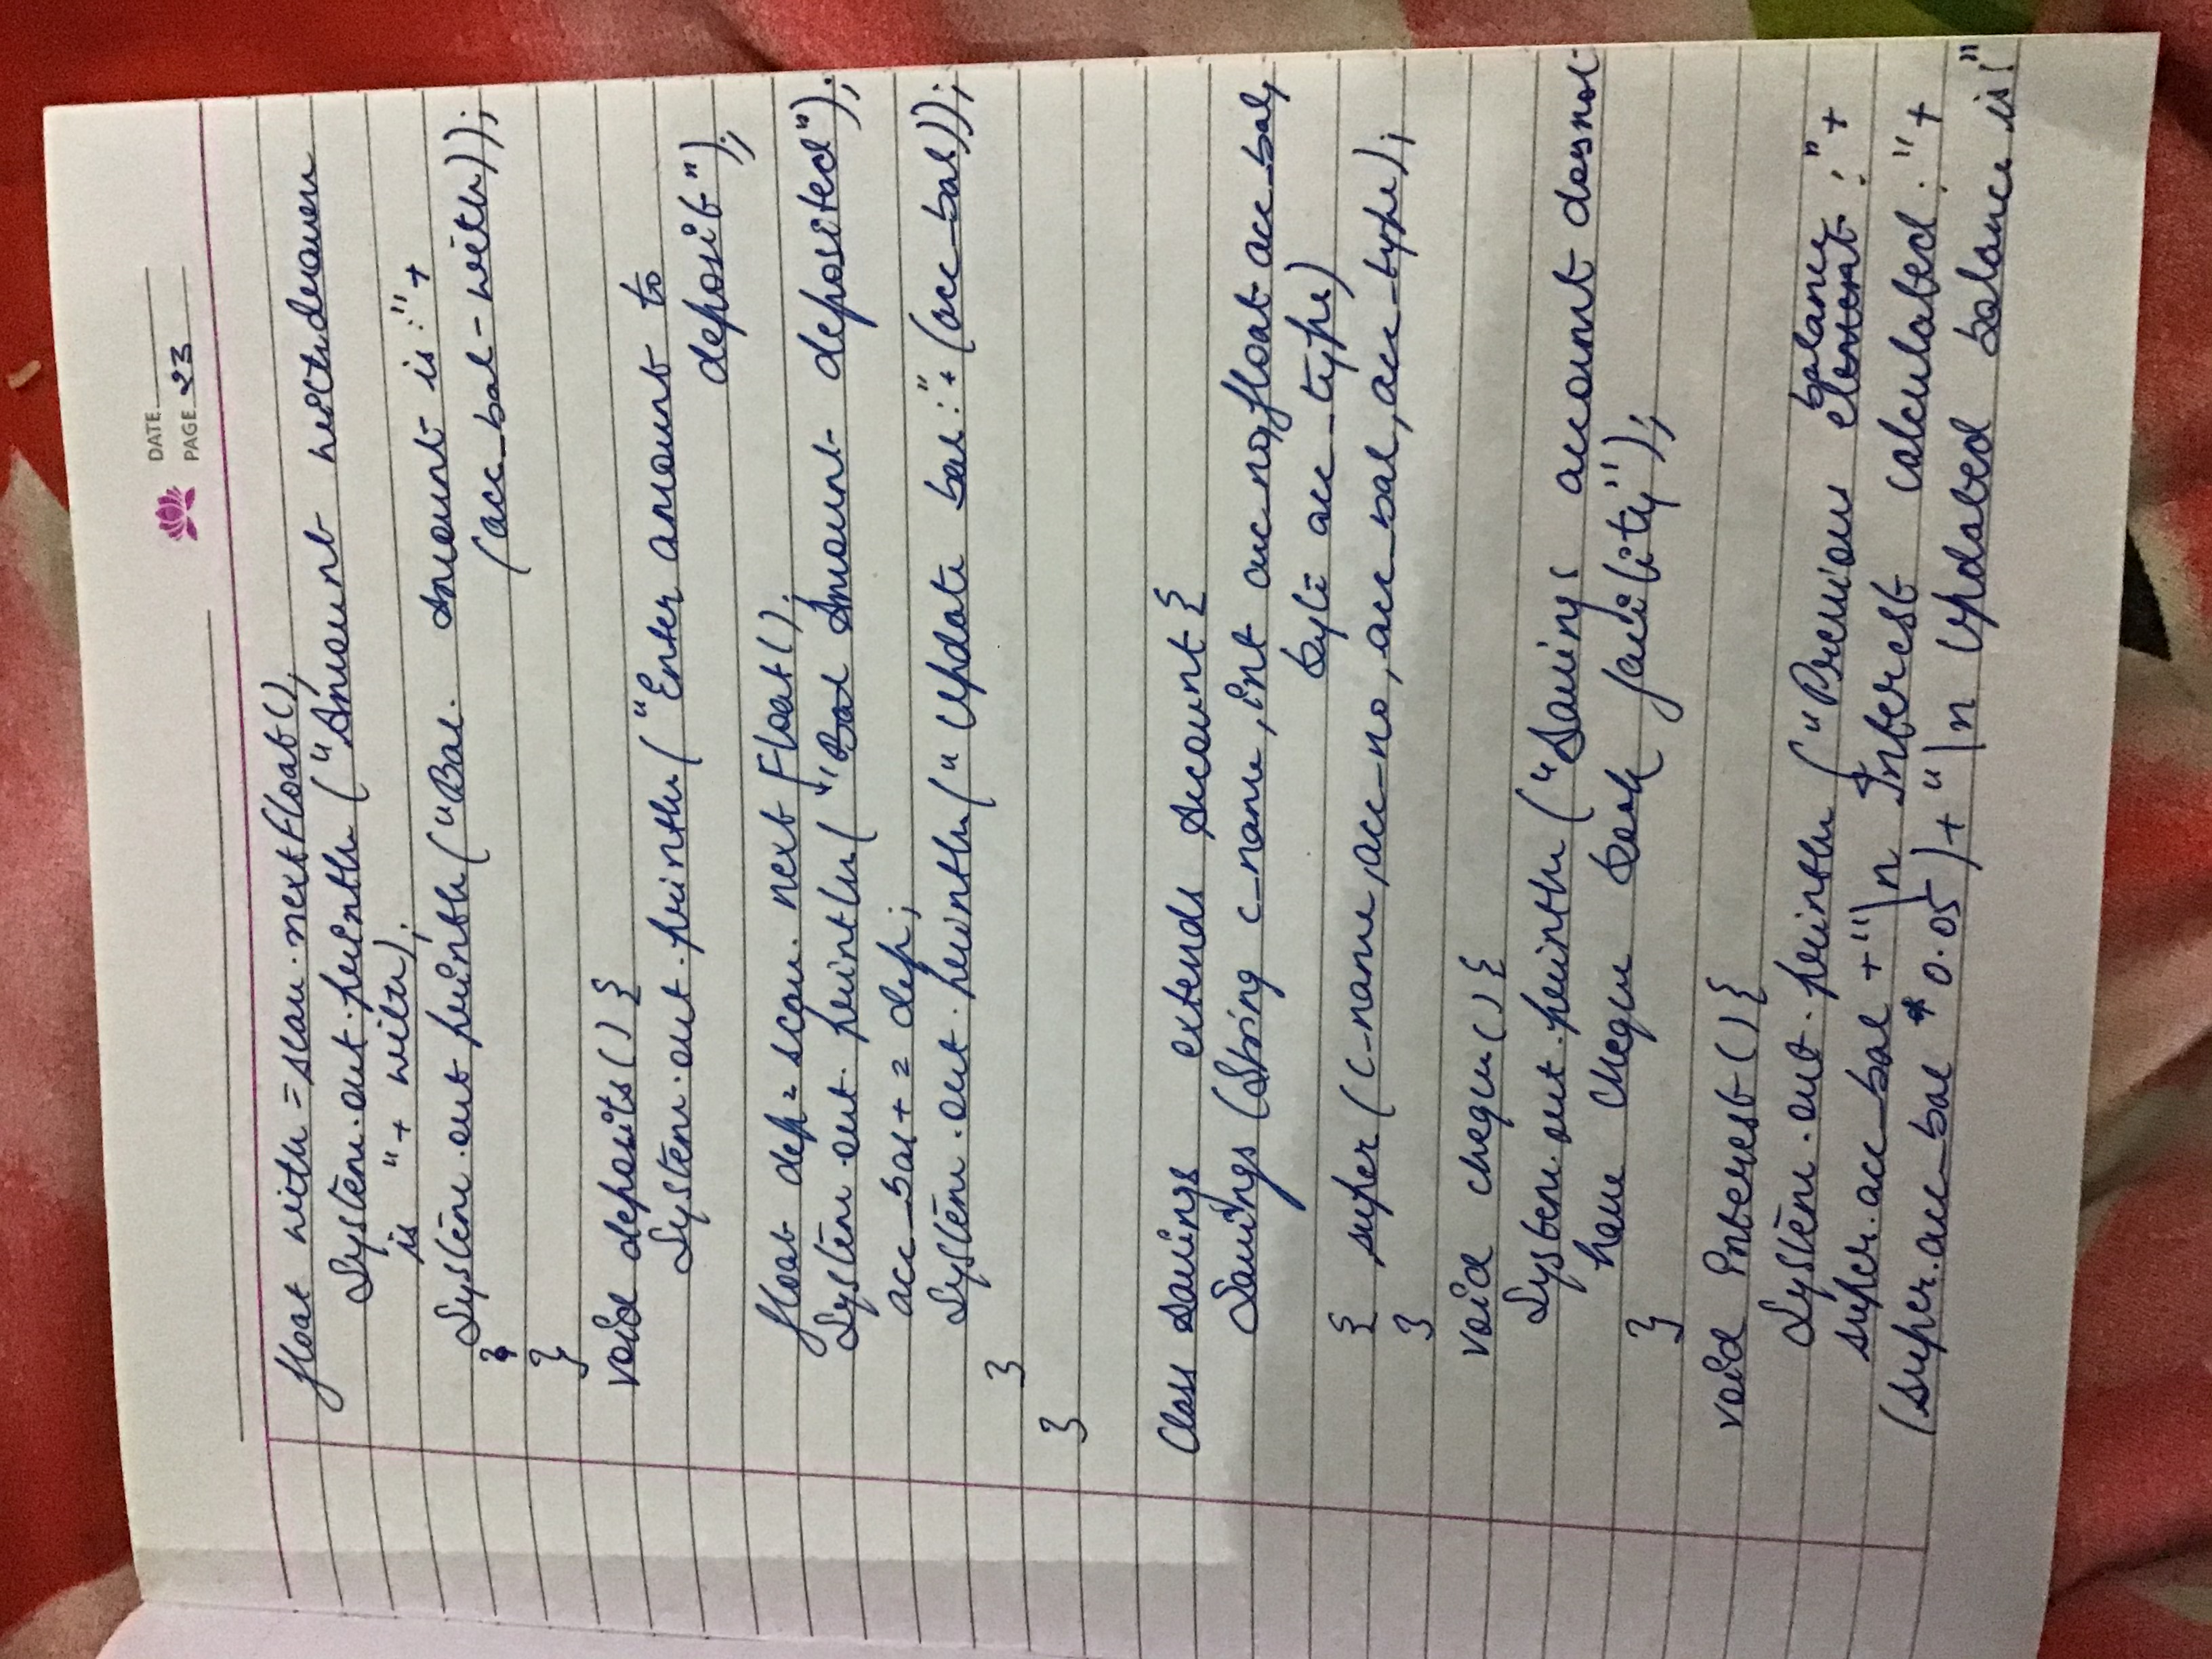 DATE
PAGE 23
float with = scan.nextFloat();
System.out.println ("Amount withdrawn
is " + with);
System.out println ("Bal. Amount is:" +
(acc_bal - with));
}
}
void deposits() {
System.out.println ("Enter amount to
deposit");
float dep = scan. next Float();
System.out. println ("Bal Amount deposited");
acc_bal += dep;
System.out.println (" Update bal:" + (acc_bal));
}
}
Class Savings extends Account {
Savings (String c_name, int acc_no, float acc_bal,
byte acc_type)
{ super (c_name, acc_no, acc_bal, acc_type);
}
void cheque() {
System.out.println ("Savings account does not
have cheque book facility");
}
void interest() {
System.out.println ("Previous element balance :" +
super.acc_bal + "\n Interest calculated :" +
(super.acc_bal * 0.05) + "\n Updated balance is:"